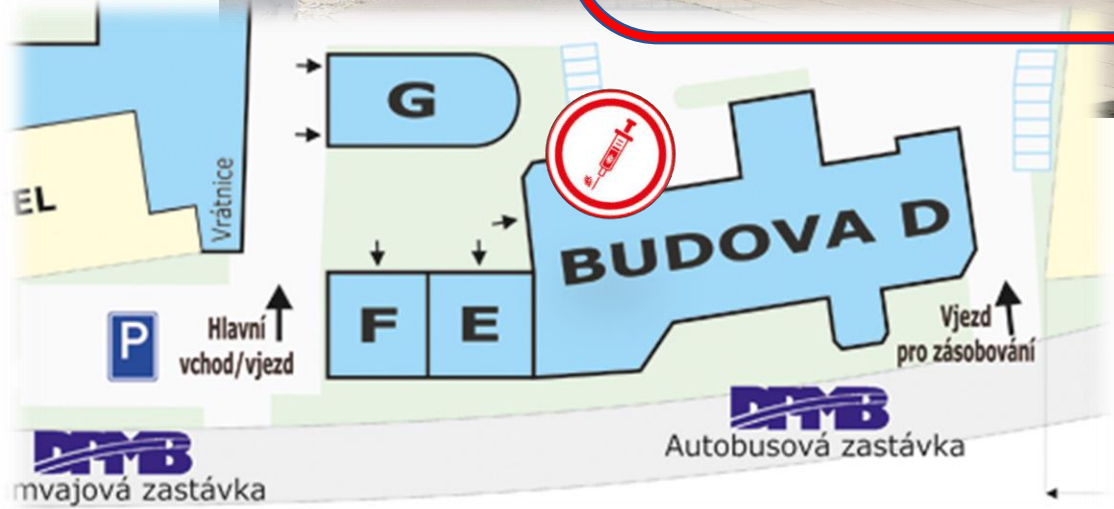 G
Vrátnice
EL
BUDOVA D
F
E
P
Hlavní
vchod/vjezd
Vjezd
pro zásobování
DPMB
Autobusová zastávka
DPMB
mvajová zastávka